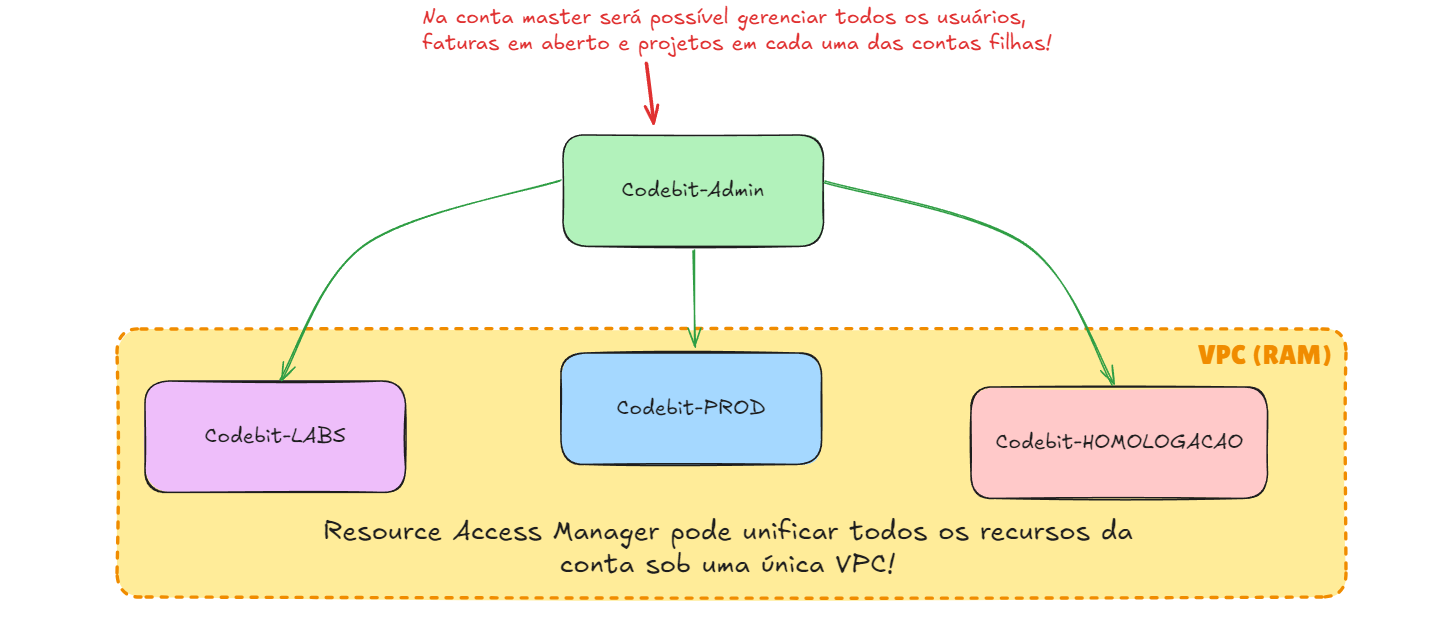 Na conta master será possível gerenciar todos os usuários,
faturas em aberto e projetos em cada uma das contas filhas!
Codebit-Admin
VPC (RAM)
Codebit-LABS
Codebit-PROD
Codebit-HOMOLOGACAO
Resource Access Manager pode unificar todos os recursos da
conta sob uma única VPC!